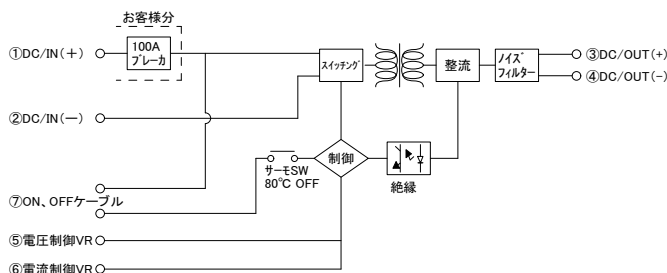 お客様分
①DC/IN(+)
100A
ブレーカ
スイッチング
整流
ノイズ
フィルター
③DC/OUT(+)
④DC/OUT(-)
②DC/IN(-)
制御
サーモSW
80℃ OFF
絶縁
⑦ON、OFFケーブル
⑤電圧制御VR
⑥電流制御VR